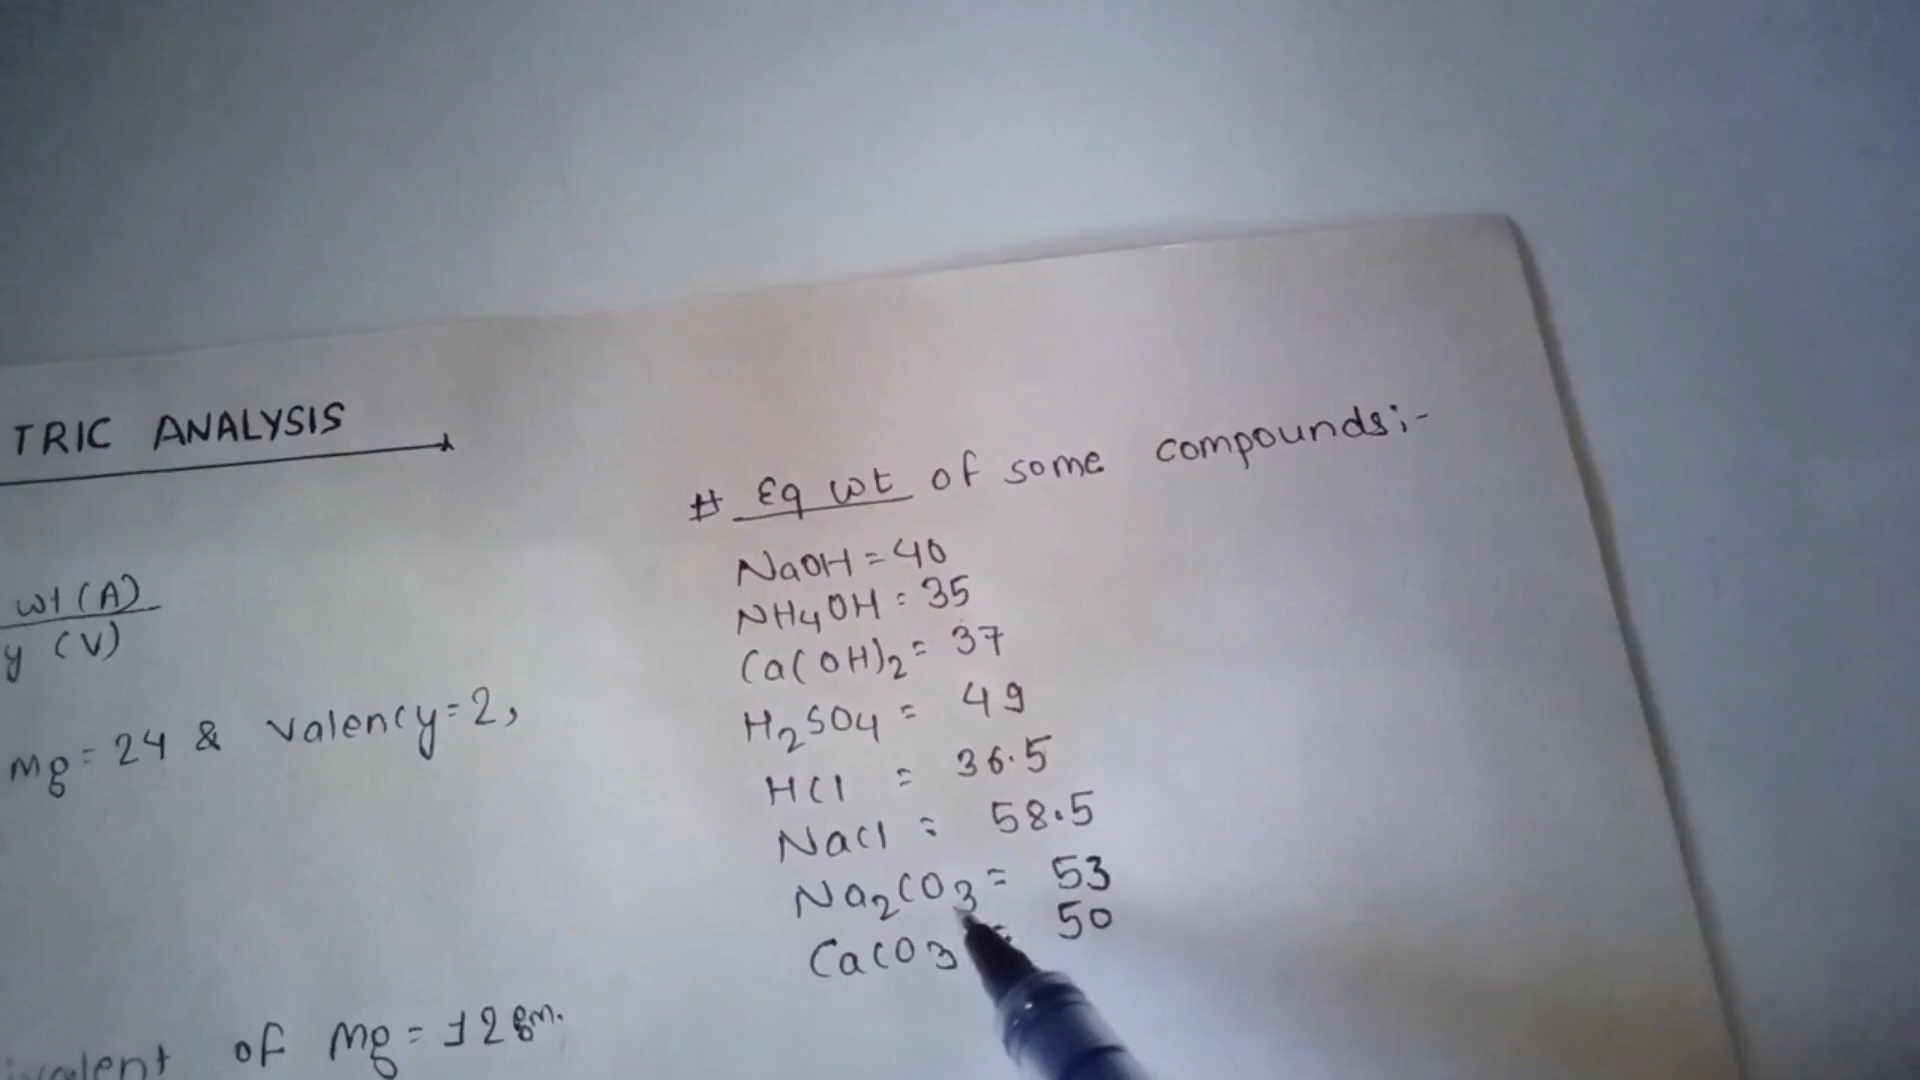 TRIC ANALYSIS
wt (A)
y (V)
Mg = 24 & valency = 2,
ivalent of Mg = 12 gm.
# Eq wt of some compounds;-
NaOH = 40
NH4OH = 35
Ca(OH)2 = 37
H2SO4 = 49
HCl = 36.5
NaCl = 58.5
Na2CO3 = 53
CaCO3 = 50